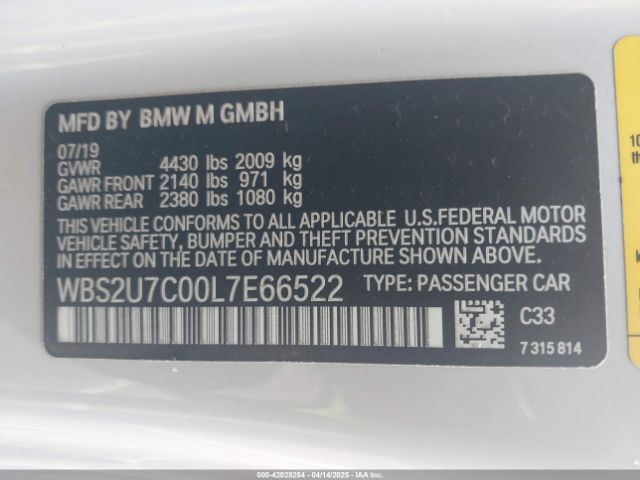 MFD BY BMW M GMBH
07/19
GVWR 4430 lbs 2009 kg
GAWR FRONT 2140 lbs 971 kg
GAWR REAR 2380 lbs 1080 kg
THIS VEHICLE CONFORMS TO ALL APPLICABLE U.S.FEDERAL MOTOR
VEHICLE SAFETY, BUMPER AND THEFT PREVENTION STANDARDS
IN EFFECT ON THE DATE OF MANUFACTURE SHOWN ABOVE.
WBS2U7C00L7E66522 TYPE: PASSENGER CAR
C33
7 315 814
10
000-42028254 - 04/14/2025 - COPART